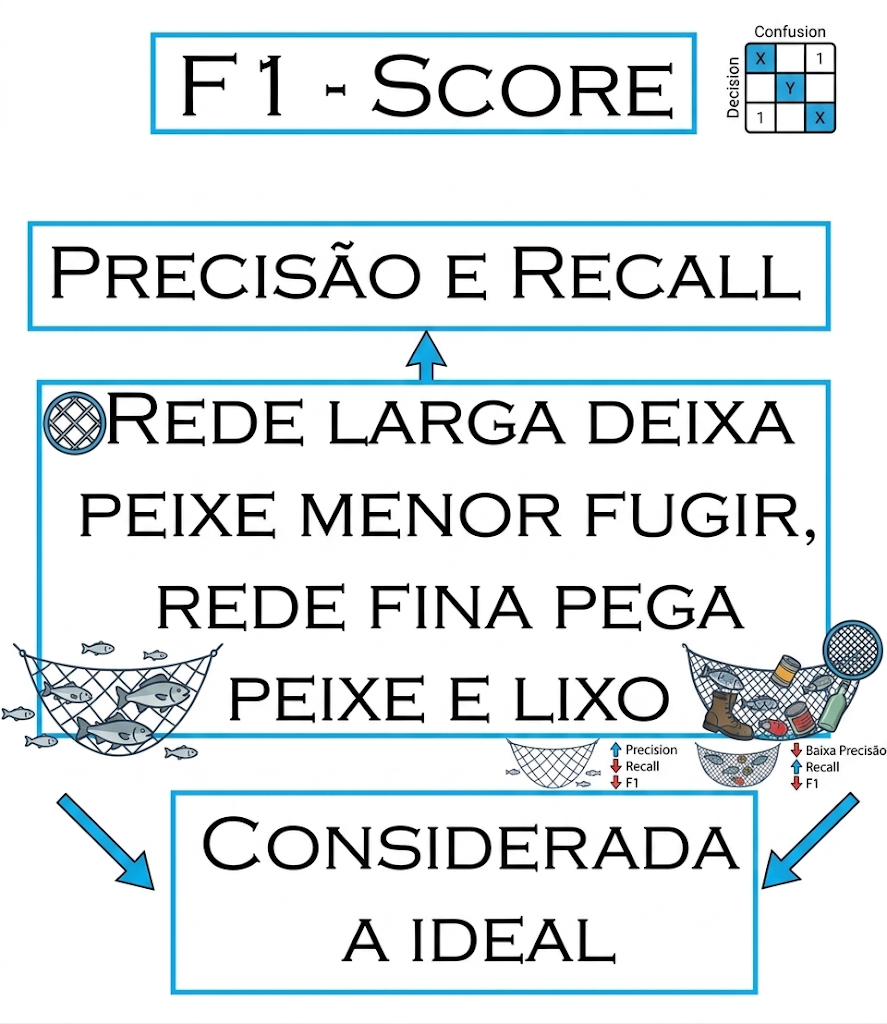 F1 - SCORE
Confusion
Decision
X 1
Y
1 X
PRECISÃO E RECALL
REDE LARGA DEIXA
PEIXE MENOR FUGIR,
REDE FINA PEGA
PEIXE E LIXO
Precision
Recall
F1
Baixa Precisão
Recall
F1
CONSIDERADA
A IDEAL